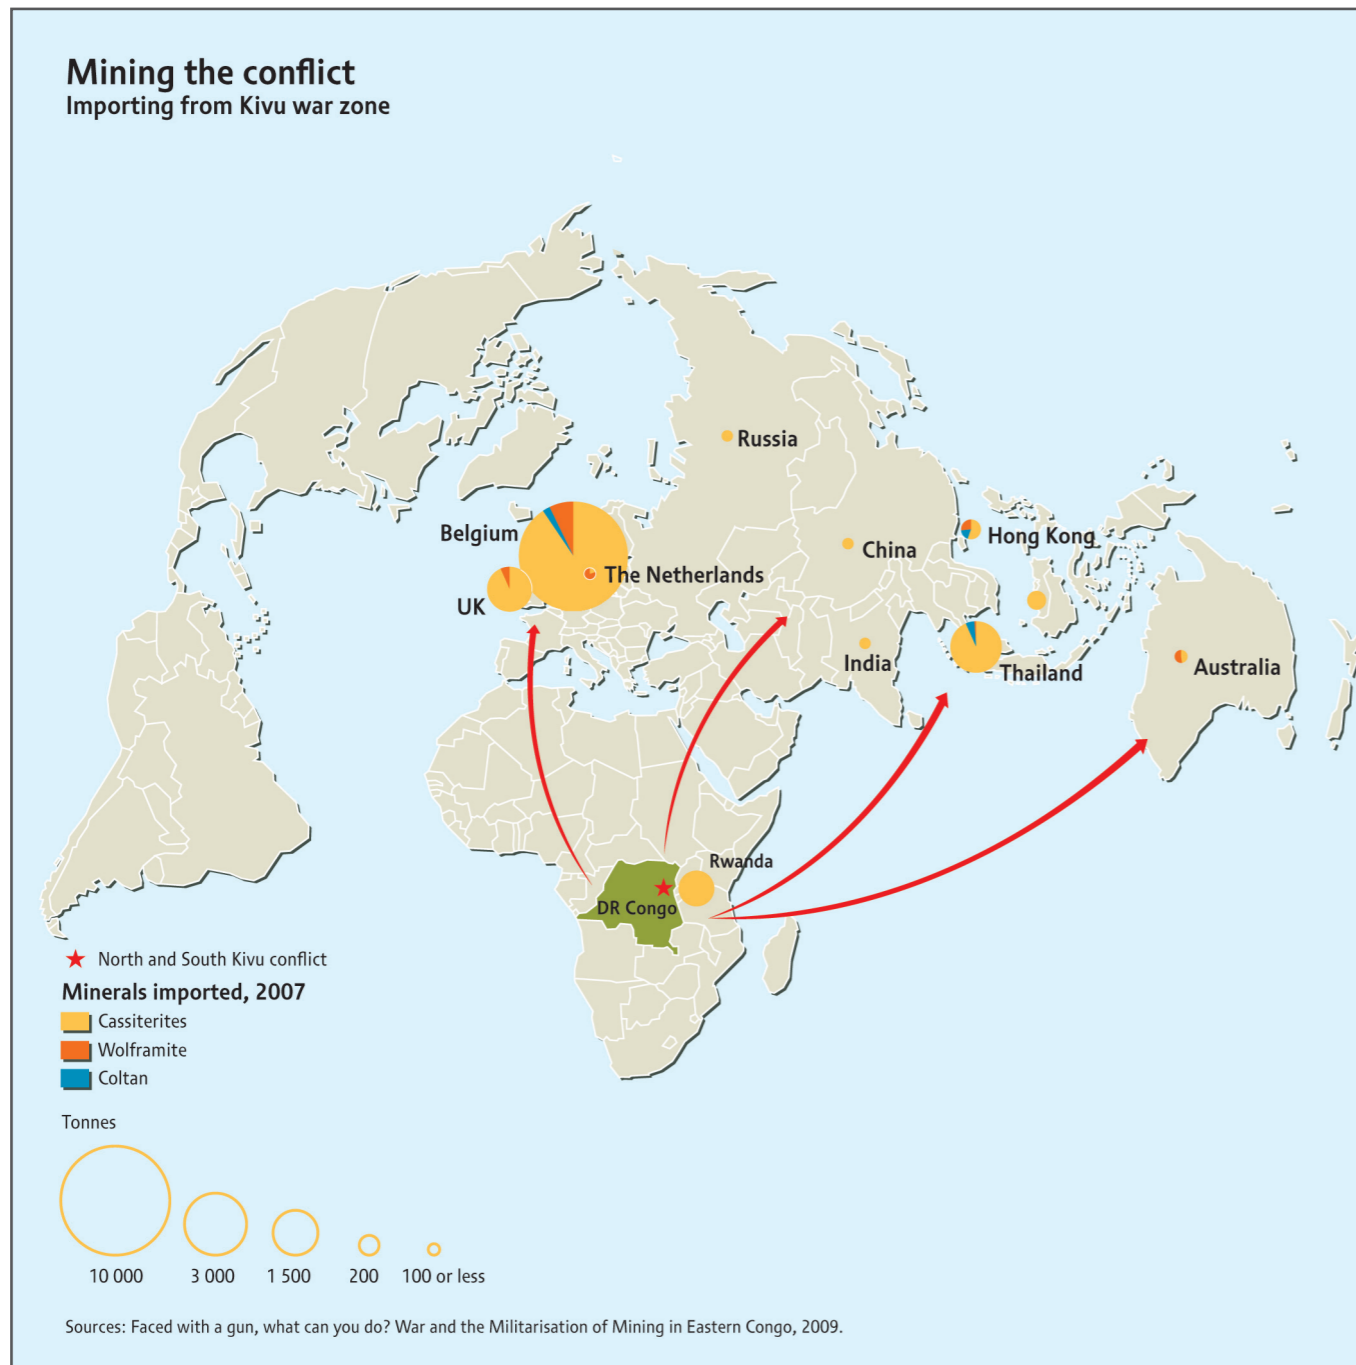 Mining the conflict
Importing from Kivu war zone
Russia
Belgium
Hong Kong
China
The Netherlands
UK
India
Thailand
Australia
Rwanda
DR Congo
North and South Kivu conflict
Minerals imported, 2007
Cassiterites
Wolframite
Coltan
Tonnes
10 000 3 000 1 500 200 100 or less
Sources: Faced with a gun, what can you do? War and the Militarisation of Mining in Eastern Congo, 2009.